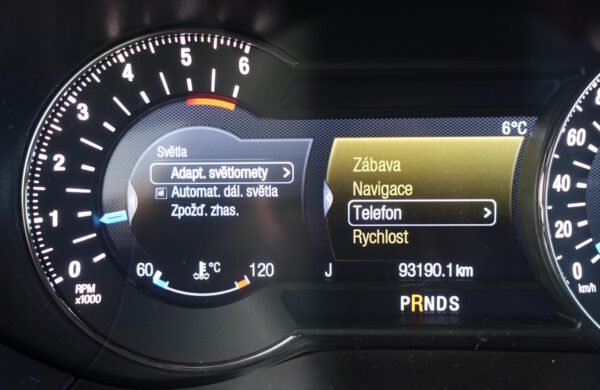 0
1
2
3
4
5
6
RPM
x1000
Světla
Adapt. světlomety
Automat. dál. světla
Zpožď. zhas.
60 °C 120
6°C
Zábava
Navigace
Telefon
Rychlost
J 93190.1 km
PRNDS
60
40
20
0
km/h